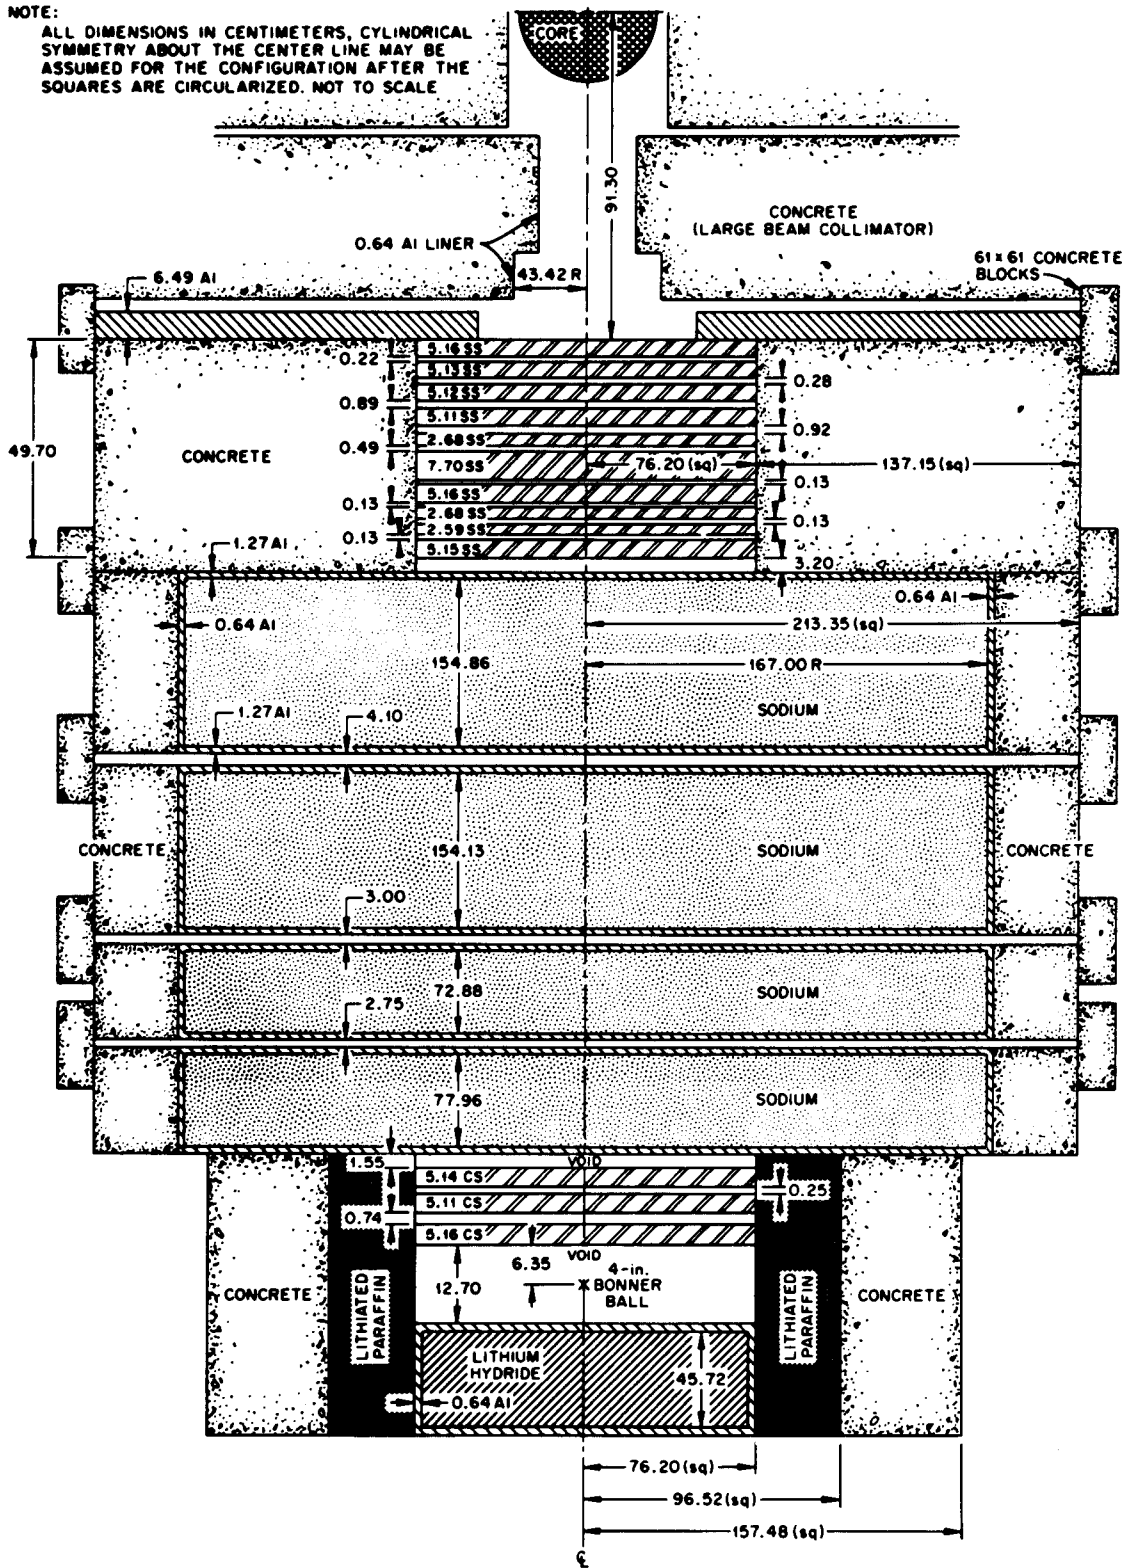 NOTE:
ALL DIMENSIONS IN CENTIMETERS, CYLINDRICAL
SYMMETRY ABOUT THE CENTER LINE MAY BE
ASSUMED FOR THE CONFIGURATION AFTER THE
SQUARES ARE CIRCULARIZED. NOT TO SCALE
CORE
91.30
CONCRETE
(LARGE BEAM COLLIMATOR)
0.64 Al LINER
43.42 R
61 x 61 CONCRETE
BLOCKS
6.49 Al
5.16 SS
0.22
5.13 SS
0.28
5.12 SS
0.89
5.11 SS
0.92
49.70
CONCRETE
2.68 SS
0.49
7.70 SS
76.20 (sq)
137.15 (sq)
0.13
5.16 SS
0.13
2.68 SS
0.13
2.59 SS
0.13
5.15 SS
3.20
1.27 Al
0.64 Al
0.64 Al
213.35 (sq)
154.86
167.00 R
SODIUM
1.27 Al
4.10
CONCRETE
154.13
SODIUM
CONCRETE
3.00
72.88
SODIUM
2.75
77.96
SODIUM
1.55
VOID
5.14 CS
0.25
5.11 CS
0.74
5.16 CS
VOID
6.35
4-in.
BONNER
BALL
12.70
CONCRETE
LITHIATED
PARAFFIN
LITHIATED
PARAFFIN
CONCRETE
LITHIUM
HYDRIDE
45.72
0.64 Al
76.20 (sq)
96.52 (sq)
157.48 (sq)
℄